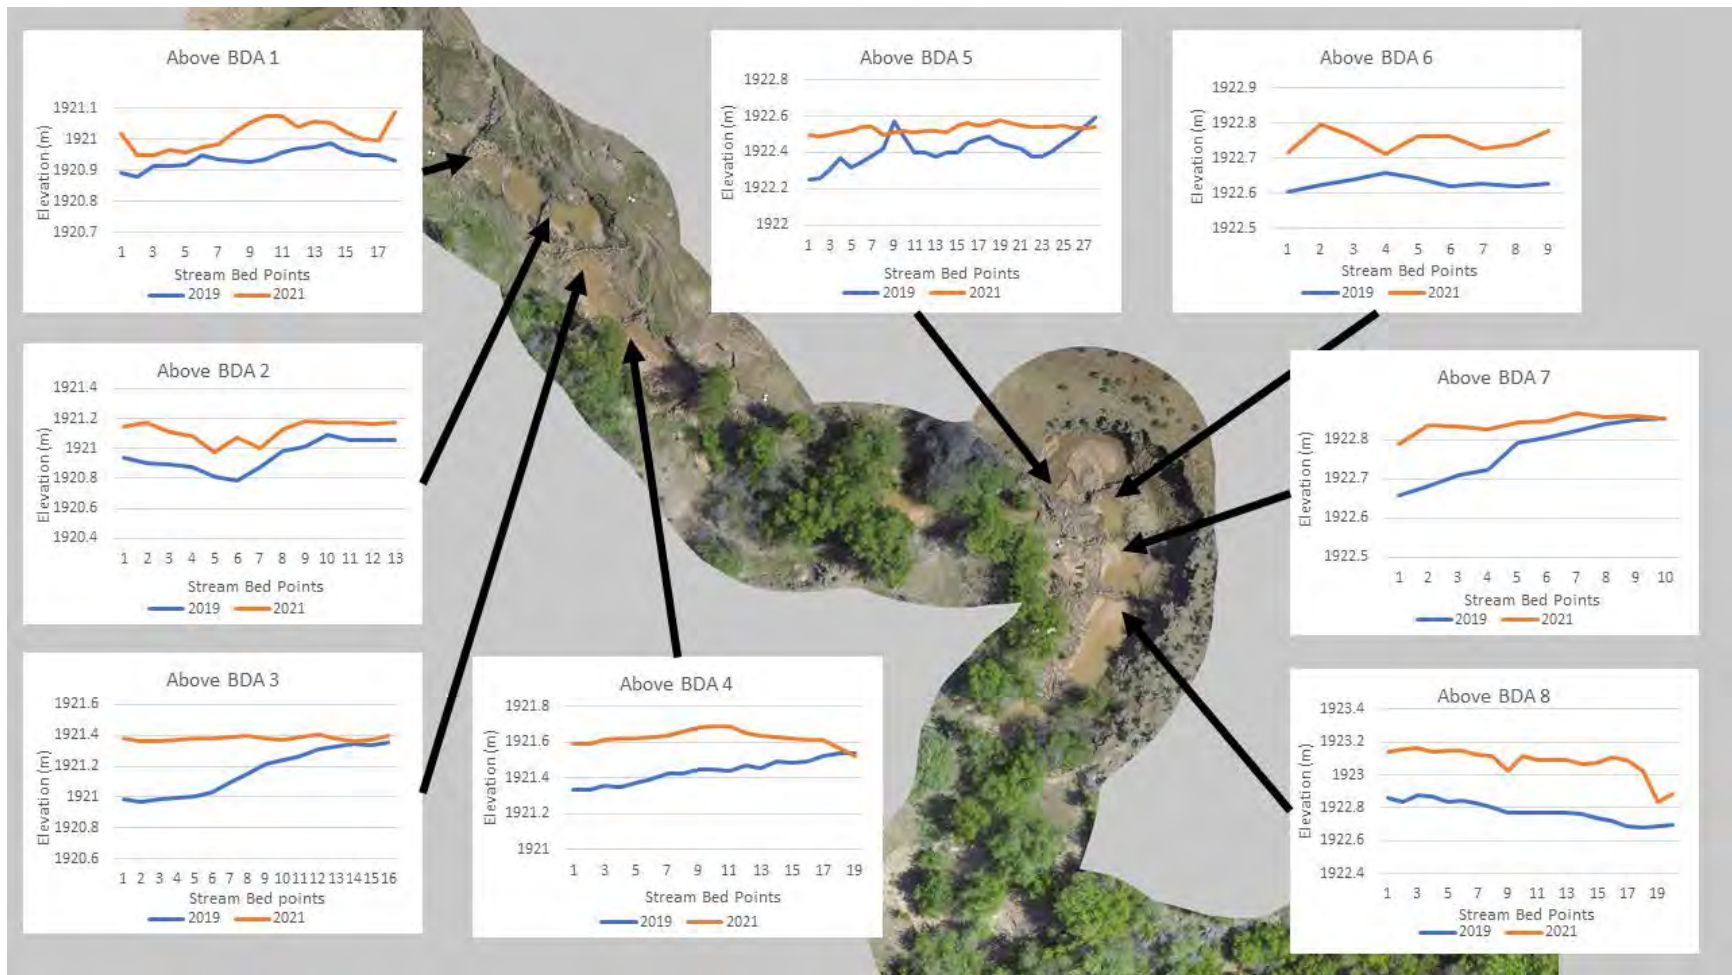 Above BDA 1
Elevation (m)
1921.1
1921
1920.9
1920.8
1920.7
1 3 5 7 9 11 13 15 17
Stream Bed Points
2019 2021
Above BDA 2
Elevation (m)
1921.4
1921.2
1921
1920.8
1920.6
1920.4
1 2 3 4 5 6 7 8 9 10 11 12 13
Stream Bed Points
2019 2021
Above BDA 3
Elevation (m)
1921.6
1921.4
1921.2
1921
1920.8
1920.6
1 2 3 4 5 6 7 8 9 10 11 12 13 14 15 16
Stream Bed points
2019 2021
Above BDA 4
Elevation (m)
1921.8
1921.6
1921.4
1921.2
1921
1 3 5 7 9 11 13 15 17 19
Stream Bed Points
2019 2021
Above BDA 5
Elevation (m)
1922.8
1922.6
1922.4
1922.2
1922
1 3 5 7 9 11 13 15 17 19 21 23 25 27
Stream Bed Points
2019 2021
Above BDA 6
Elevation (m)
1922.9
1922.8
1922.7
1922.6
1922.5
1 2 3 4 5 6 7 8 9
Stream Bed Points
2019 2021
Above BDA 7
Elevation (m)
1922.8
1922.7
1922.6
1922.5
1 2 3 4 5 6 7 8 9 10
Stream Bed Points
2019 2021
Above BDA 8
Elevation (m)
1923.4
1923.2
1923
1922.8
1922.6
1922.4
1 3 5 7 9 11 13 15 17 19
Stream Bed Points
2019 2021